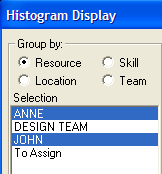 Histogram Display
Group by:
Resource Skill
Location Team
Selection
ANNE
DESIGN TEAM
JOHN
To Assign